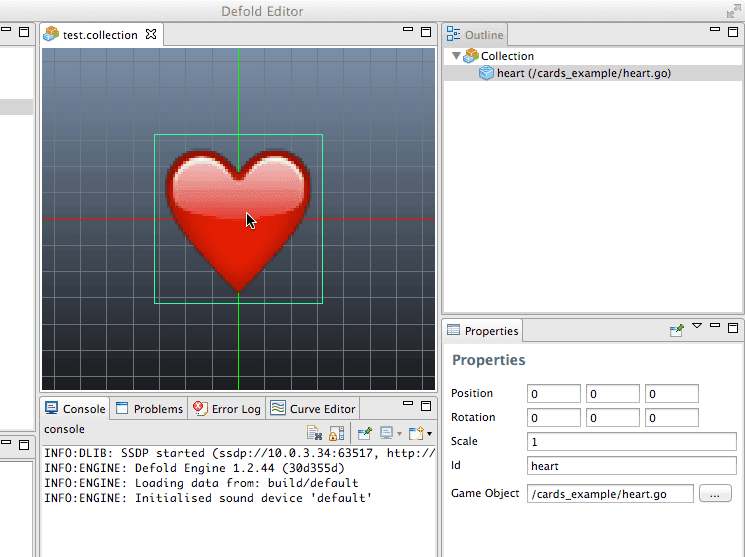 Defold Editor
test.collection
Outline
Collection
heart (/cards_example/heart.go)
Properties
Properties
Position 0 0 0
Rotation 0 0 0
Scale 1
Id heart
Game Object /cards_example/heart.go ...
Console Problems Error Log Curve Editor
console
INFO:DLIB: SSDP started (ssdp://10.0.3.34:63517, http://
INFO:ENGINE: Defold Engine 1.2.44 (30d355d)
INFO:ENGINE: Loading data from: build/default
INFO:ENGINE: Initialised sound device 'default'